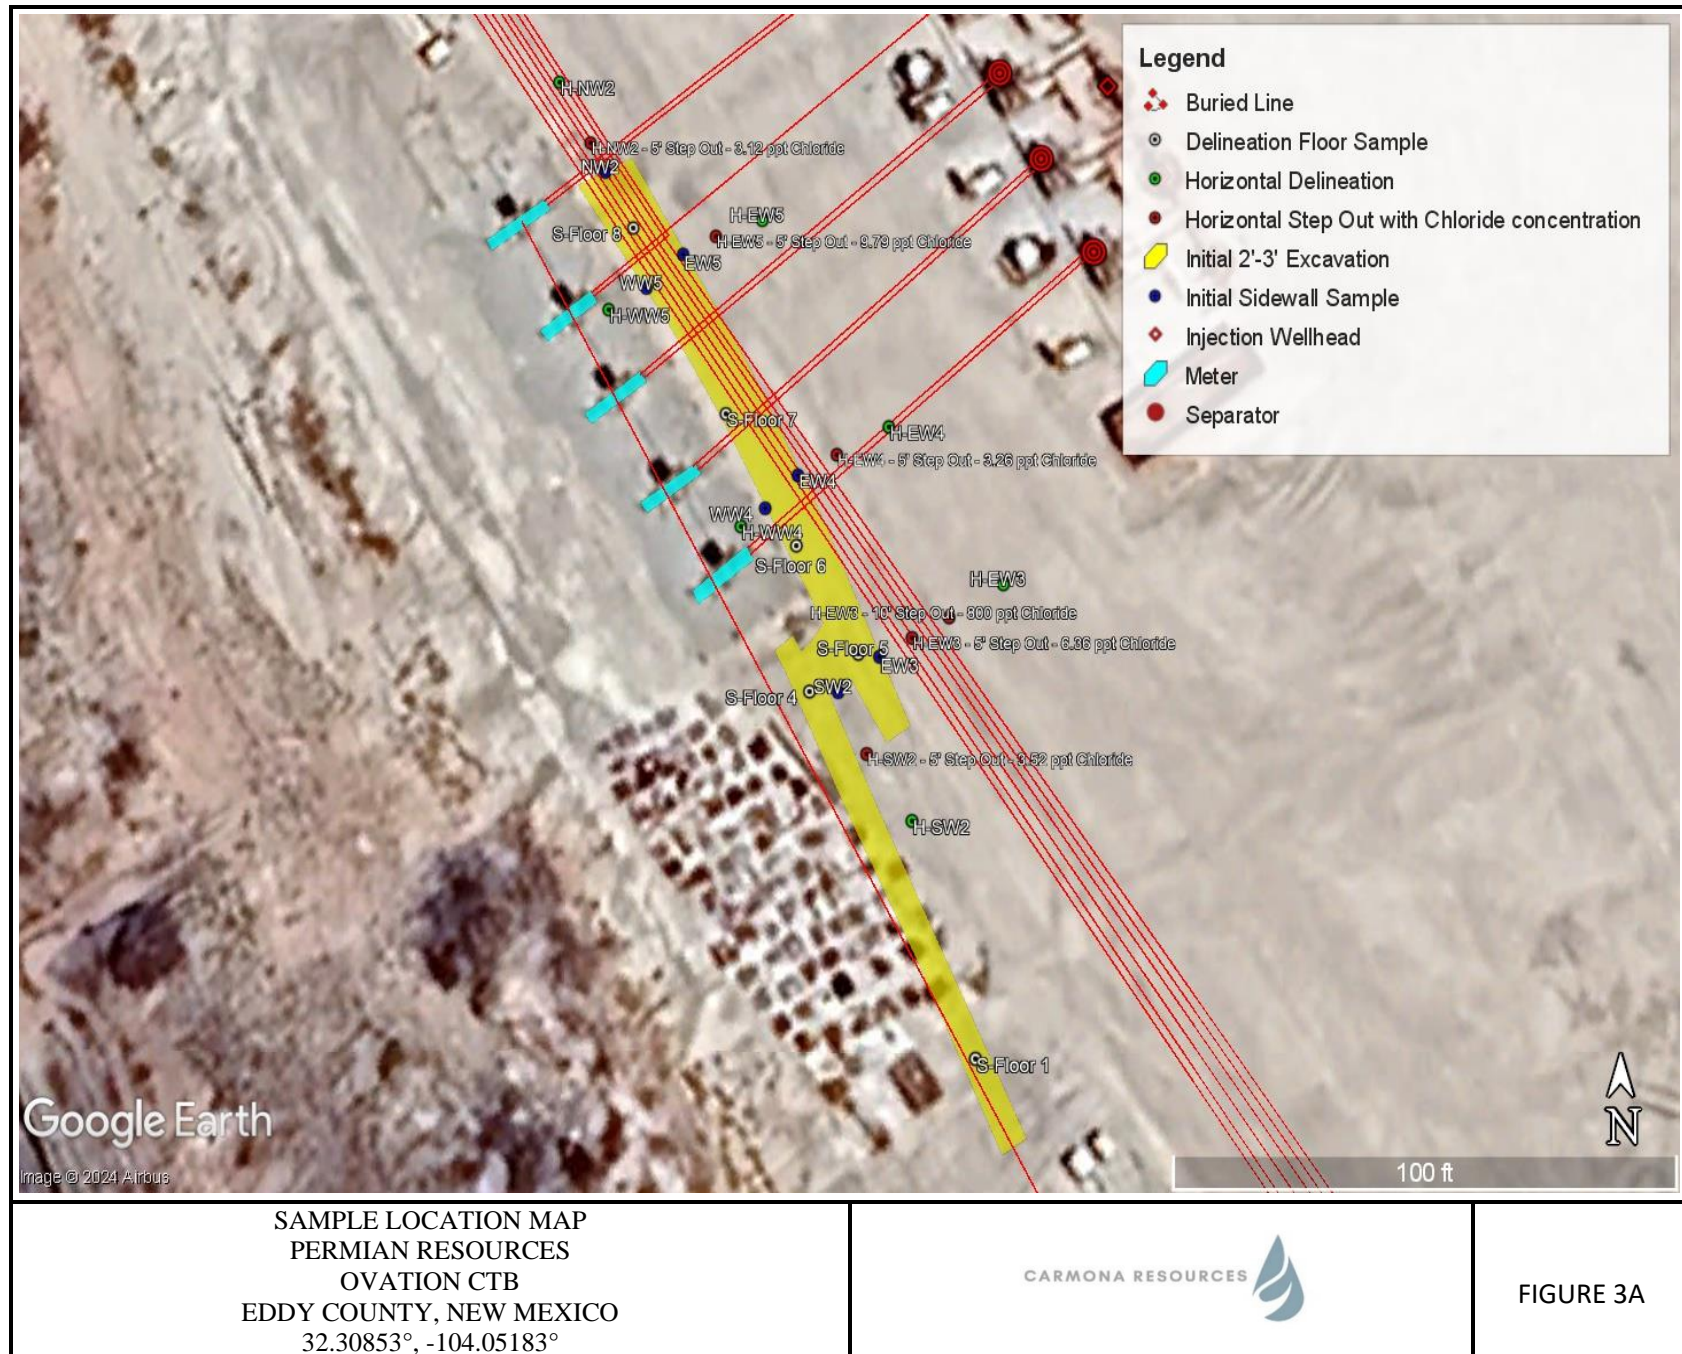 Legend
Buried Line
Delineation Floor Sample
Horizontal Delineation
Horizontal Step Out with Chloride concentration
Initial 2'-3' Excavation
Initial Sidewall Sample
Injection Wellhead
Meter
Separator
H-NW2
H-NW2 - 5' Step Out - 3.12 ppt Chloride
NW2
H-EW5
S-Floor 8
H-EW5 - 5' Step Out - 9.79 ppt Chloride
EW5
WW5
H-WW5
S-Floor 7
H-EW4
H-EW4 - 5' Step Out - 3.26 ppt Chloride
EW4
WW4
H-WW4
S-Floor 6
H-EW3
H-EW3 - 10' Step Out - 800 ppt Chloride
H-EW3 - 5' Step Out - 6.36 ppt Chloride
S-Floor 5
EW3
SW2
S-Floor 4
H-SW2 - 5' Step Out - 3.52 ppt Chloride
H-SW2
S-Floor 1
Google Earth
Image © 2024 Airbus
N
100 ft
SAMPLE LOCATION MAP
PERMIAN RESOURCES
OVATION CTB
EDDY COUNTY, NEW MEXICO
32.30853°, -104.05183°
CARMONA RESOURCES
FIGURE 3A